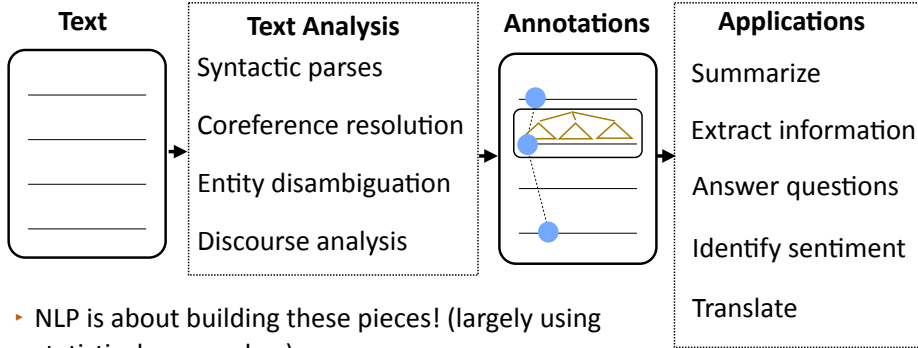 Text
Text Analysis
Annotations
Applications
Syntactic parses
Coreference resolution
Entity disambiguation
Discourse analysis
Summarize
Extract information
Answer questions
Identify sentiment
Translate
▸ NLP is about building these pieces! (largely using